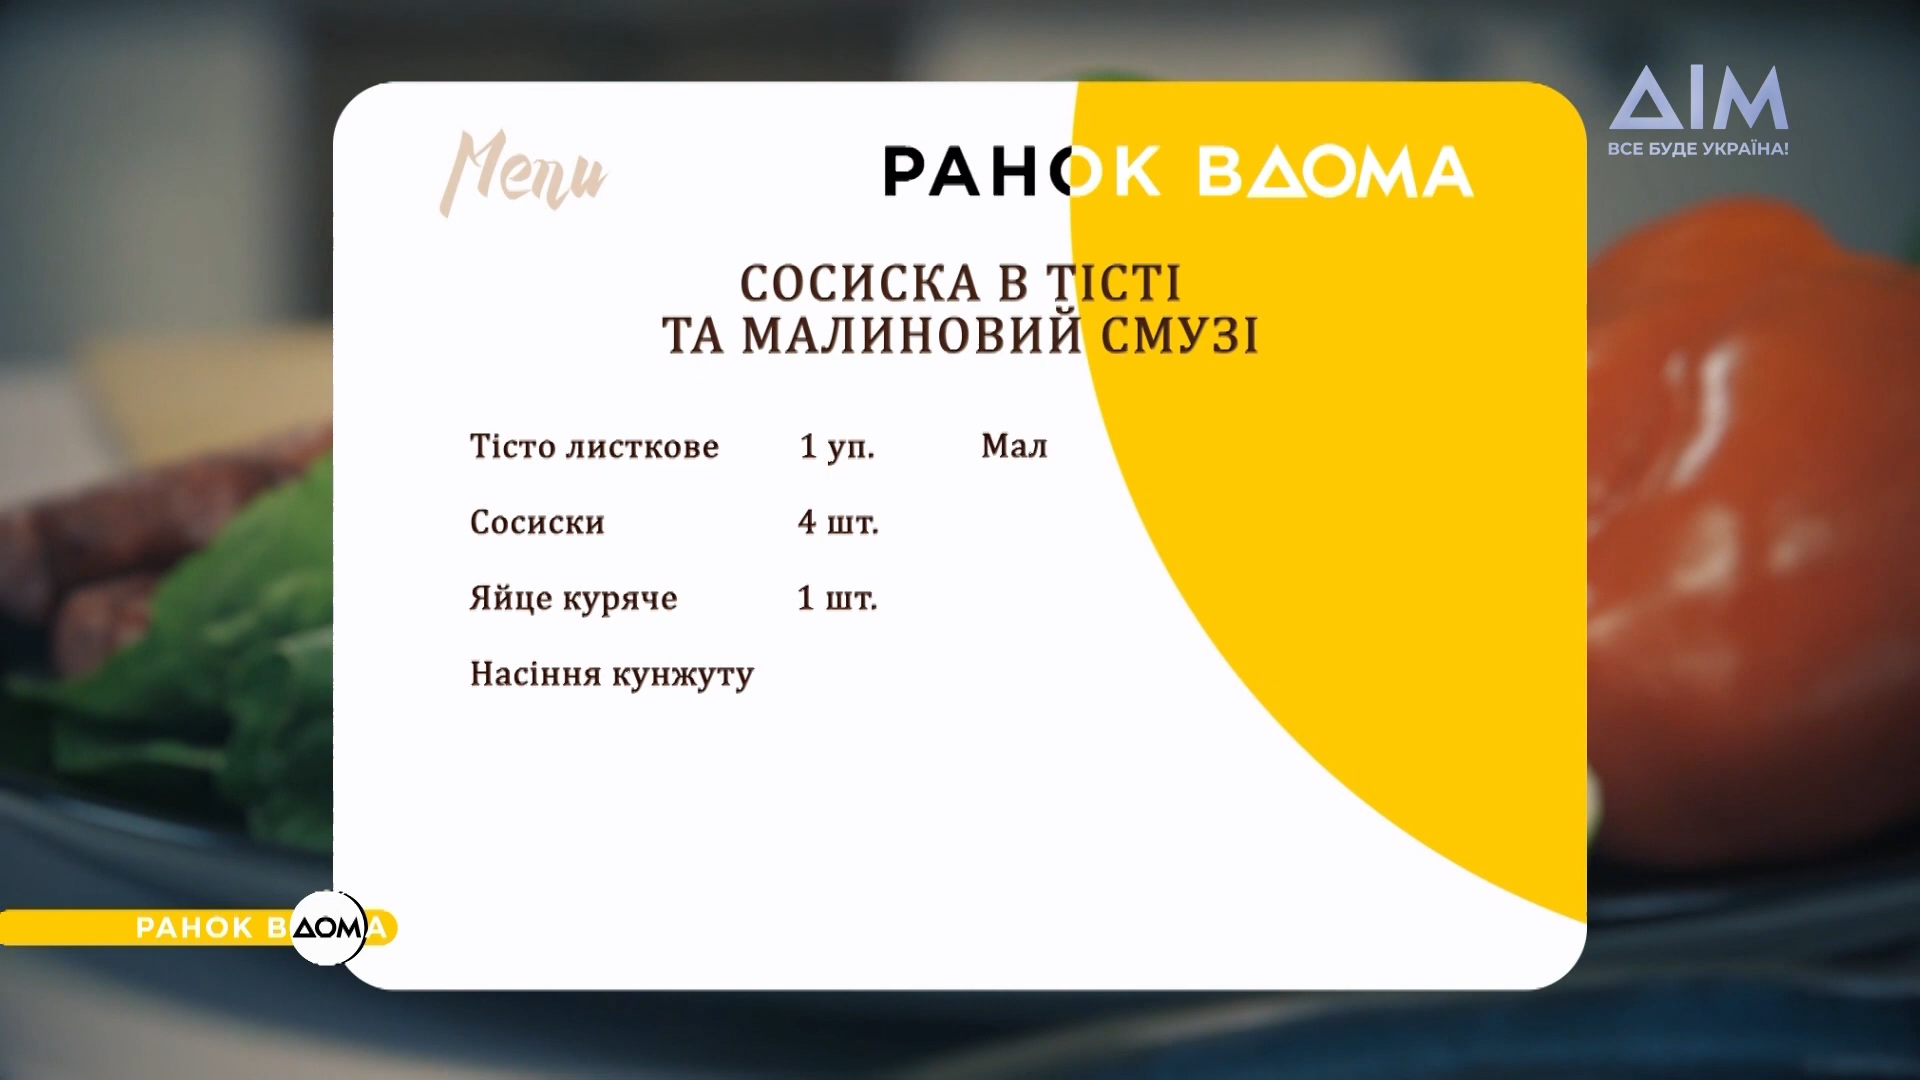 ДІМ
ВСЕ БУДЕ УКРАЇНА!
Menu
РАНОК ВДОМА
СОСИСКА В ТІСТІ
ТА МАЛИНОВИЙ СМУЗІ
Тісто листкове 1 уп. Мал
Сосиски 4 шт.
Яйце куряче 1 шт.
Насіння кунжуту
РАНОК ВДОМА